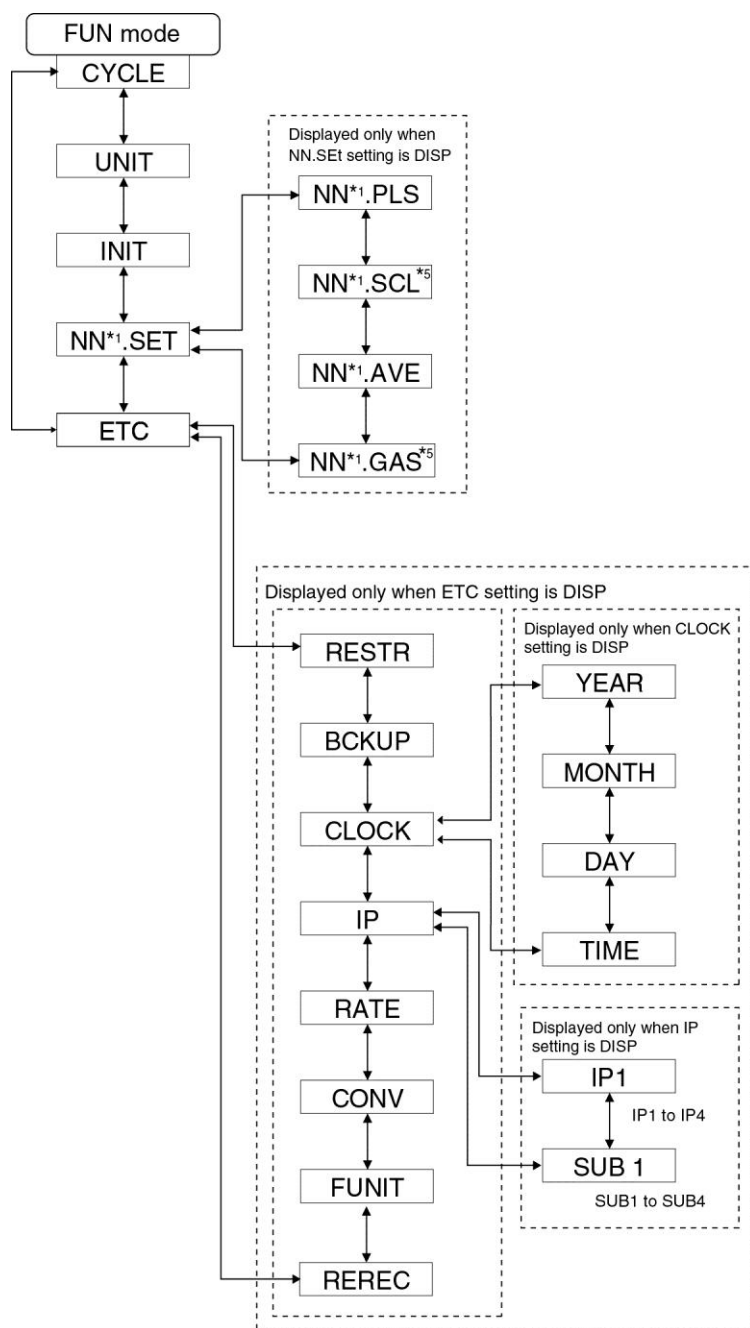 FUN mode
CYCLE
UNIT
INIT
NN*1.SET
ETC
Displayed only when
NN.SEt setting is DISP
NN*1.PLS
NN*1.SCL*5
NN*1.AVE
NN*1.GAS*5
Displayed only when ETC setting is DISP
RESTR
BCKUP
CLOCK
IP
RATE
CONV
FUNIT
REREC
Displayed only when CLOCK
setting is DISP
YEAR
MONTH
DAY
TIME
Displayed only when IP
setting is DISP
IP1
IP1 to IP4
SUB 1
SUB1 to SUB4